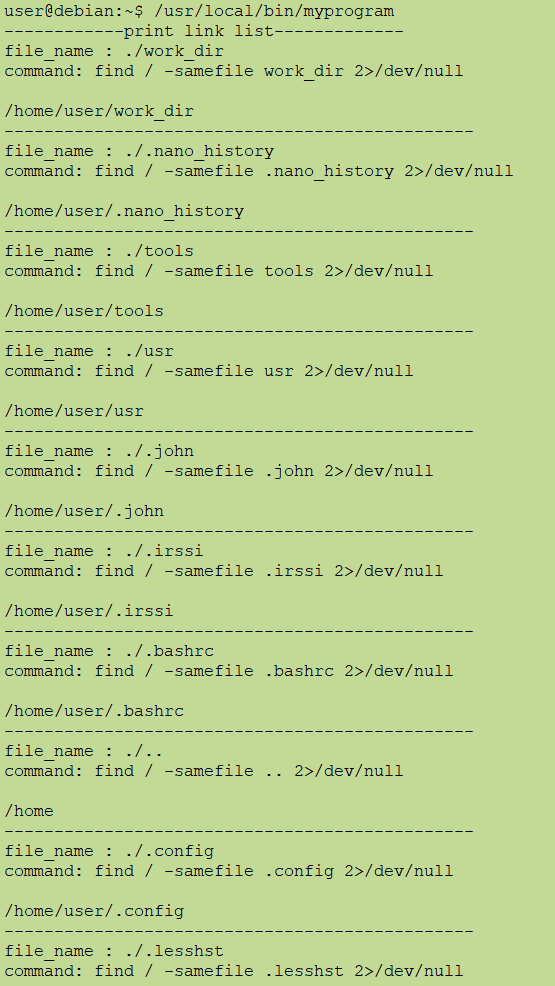 user@debian:~$ /usr/local/bin/myprogram
------------print link list-------------
file_name : ./work_dir
command: find / -samefile work_dir 2>/dev/null
/home/user/work_dir
-----------------------------------------------
file_name : ./.nano_history
command: find / -samefile .nano_history 2>/dev/null
/home/user/.nano_history
-----------------------------------------------
file_name : ./tools
command: find / -samefile tools 2>/dev/null
/home/user/tools
-----------------------------------------------
file_name : ./usr
command: find / -samefile usr 2>/dev/null
/home/user/usr
-----------------------------------------------
file_name : ./.john
command: find / -samefile .john 2>/dev/null
/home/user/.john
-----------------------------------------------
file_name : ./.irssi
command: find / -samefile .irssi 2>/dev/null
/home/user/.irssi
-----------------------------------------------
file_name : ./.bashrc
command: find / -samefile .bashrc 2>/dev/null
/home/user/.bashrc
-----------------------------------------------
file_name : ./..
command: find / -samefile .. 2>/dev/null
/home
-----------------------------------------------
file_name : ./.config
command: find / -samefile .config 2>/dev/null
/home/user/.config
-----------------------------------------------
file_name : ./.lesshst
command: find / -samefile .lesshst 2>/dev/null